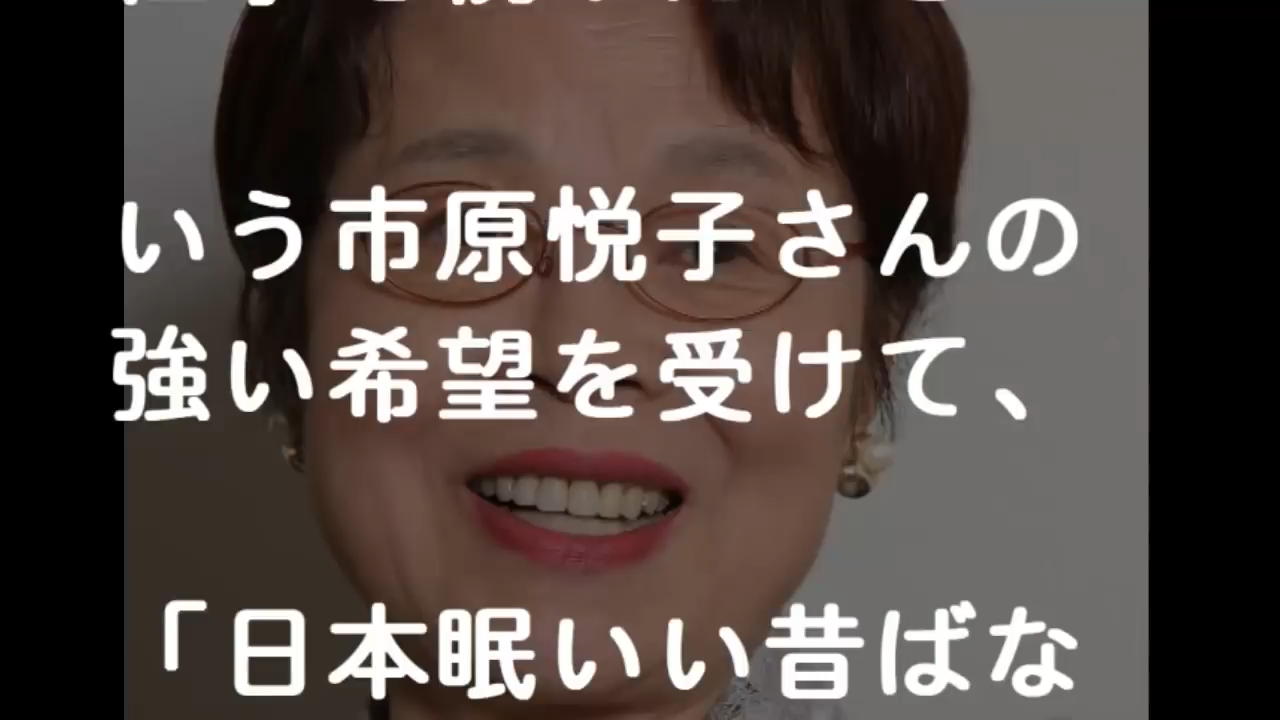 いう市原悦子さんの
強い希望を受けて、
「日本眠いい昔ばな